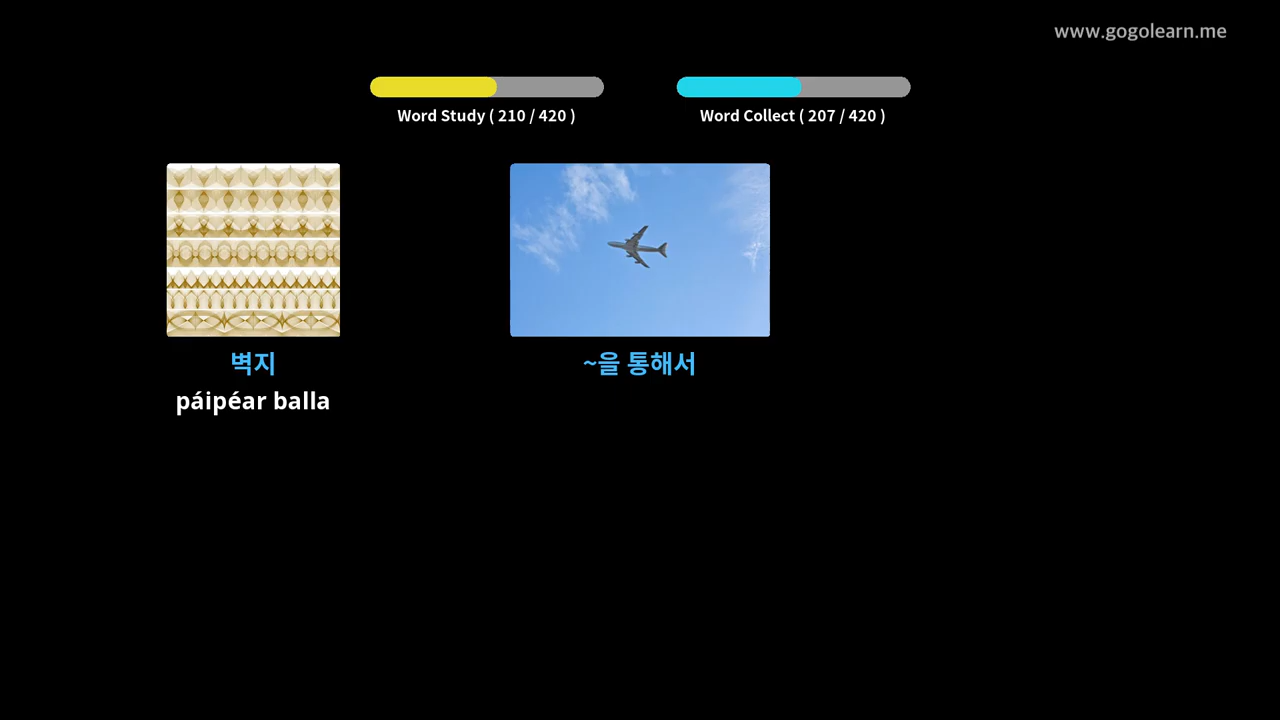 www.gogolearn.me
Word Study ( 210 / 420 )
Word Collect ( 207 / 420 )
벽지
páipéar balla
~을 통해서